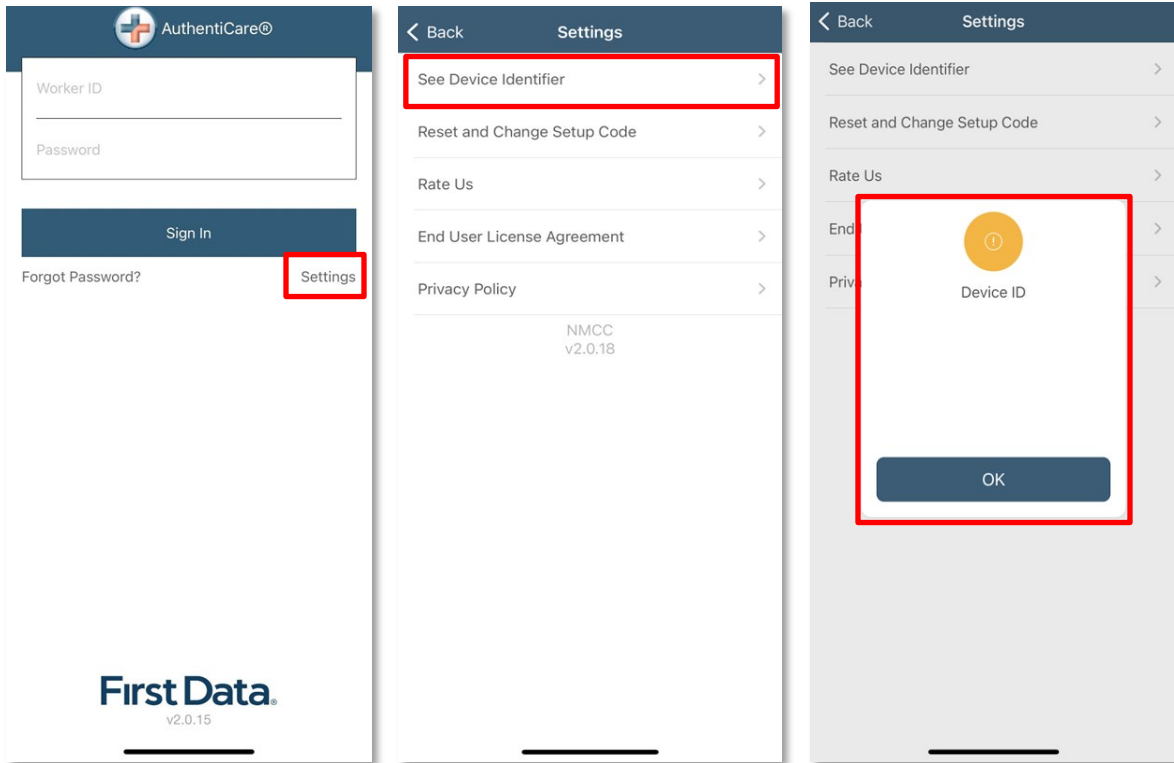 AuthentiCare®
Worker ID
Password
Sign In
Forgot Password?
Settings
First Data®
v2.0.15
Back
Settings
See Device Identifier
Reset and Change Setup Code
Rate Us
End User License Agreement
Privacy Policy
NMCC
v2.0.18
Back
Settings
See Device Identifier
Reset and Change Setup Code
Rate Us
End
Priva
Device ID
OK